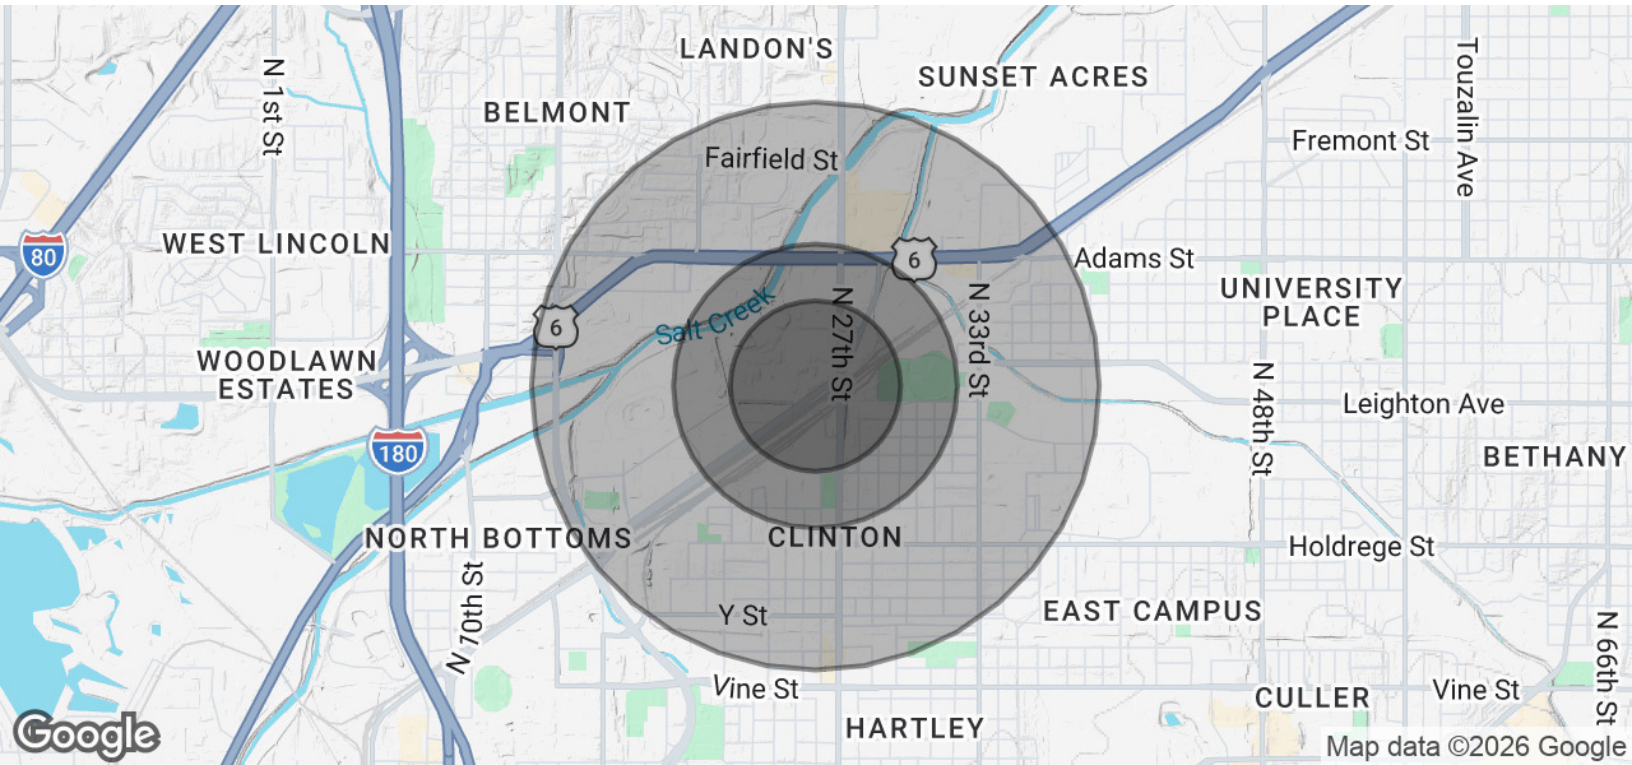 LANDON'S
SUNSET ACRES
BELMONT
N 1st St
Touzalin Ave
Fremont St
Fairfield St
WEST LINCOLN
80
6
Adams St
UNIVERSITY
PLACE
Salt Creek
N 27th St
N 33rd St
6
WOODLAWN
ESTATES
N 48th St
Leighton Ave
180
BETHANY
NORTH BOTTOMS
CLINTON
Holdrege St
N 70th St
Y St
EAST CAMPUS
N 66th St
Vine St
CULLER
Vine St
HARTLEY
Google
Map data ©2026 Google